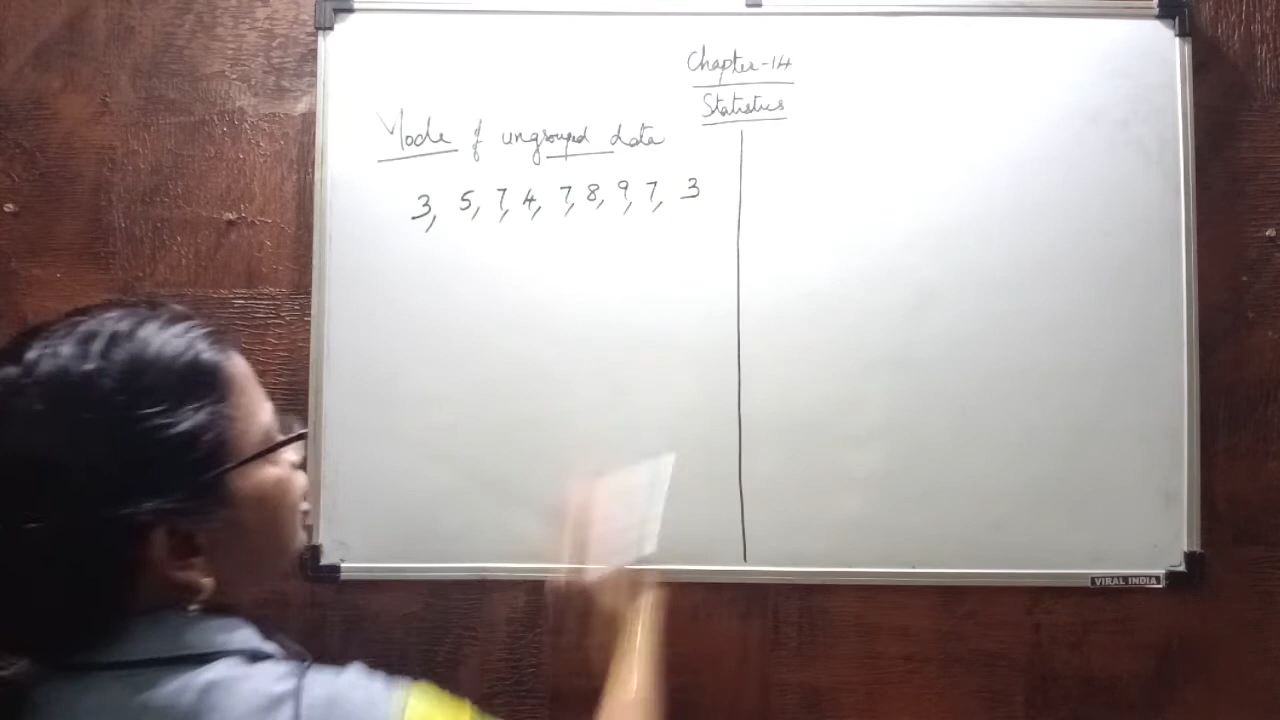 Chapter-14
Statistics
Mode of ungrouped data
3, 5, 7, 4, 7, 8, 9, 7, 3
VIRAL INDIA